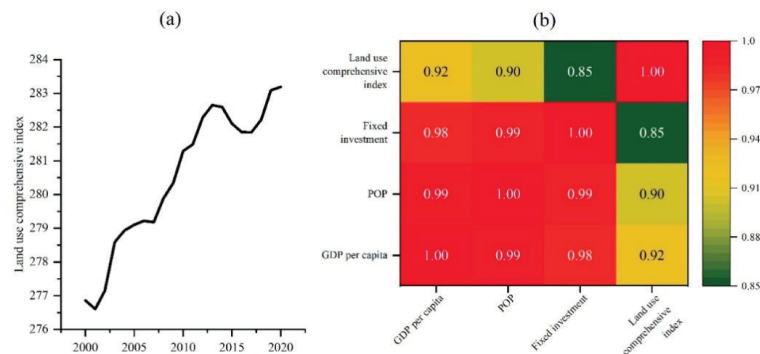 (a)
Land use comprehensive index
284
283
282
281
280
279
278
277
276
2000
2005
2010
2015
2020
(b)
Land use
comprehensive
index
0.92 0.90 0.85 1.00
Fixed
investment
0.98 0.99 1.00 0.85
POP
0.99 1.00 0.99 0.90
GDP per capita
1.00 0.99 0.98 0.92
GDP per capita
POP
Fixed investment
Land use
comprehensive
index
1.0
0.97
0.94
0.91
0.88
0.85